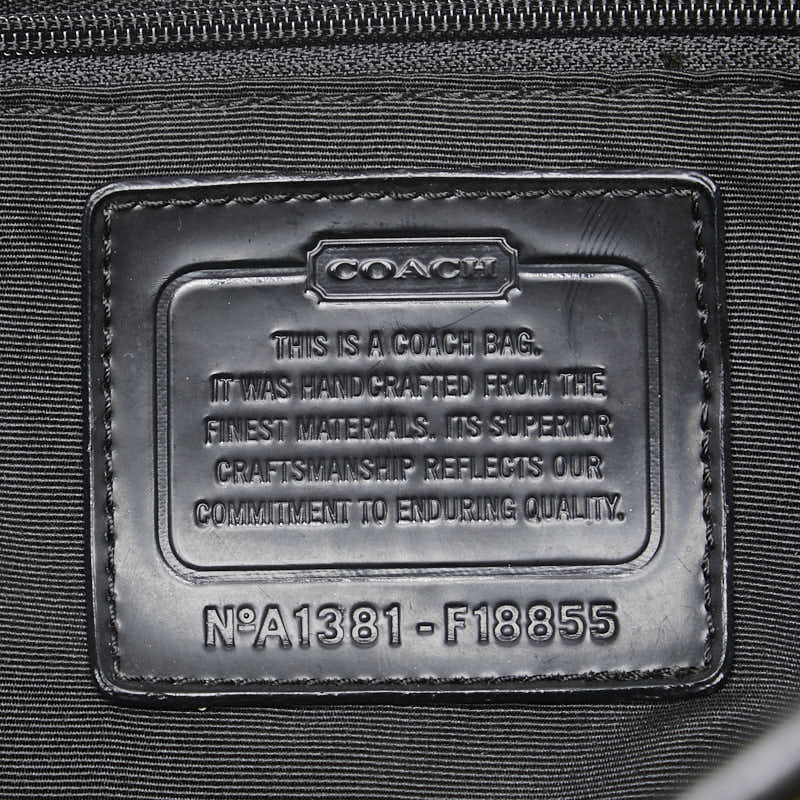 COACH
THIS IS A COACH BAG.
IT WAS HANDCRAFTED FROM THE
FINEST MATERIALS. ITS SUPERIOR
CRAFTSMANSHIP REFLECTS OUR
COMMITMENT TO ENDURING QUALITY.
NºA1381 - F18855